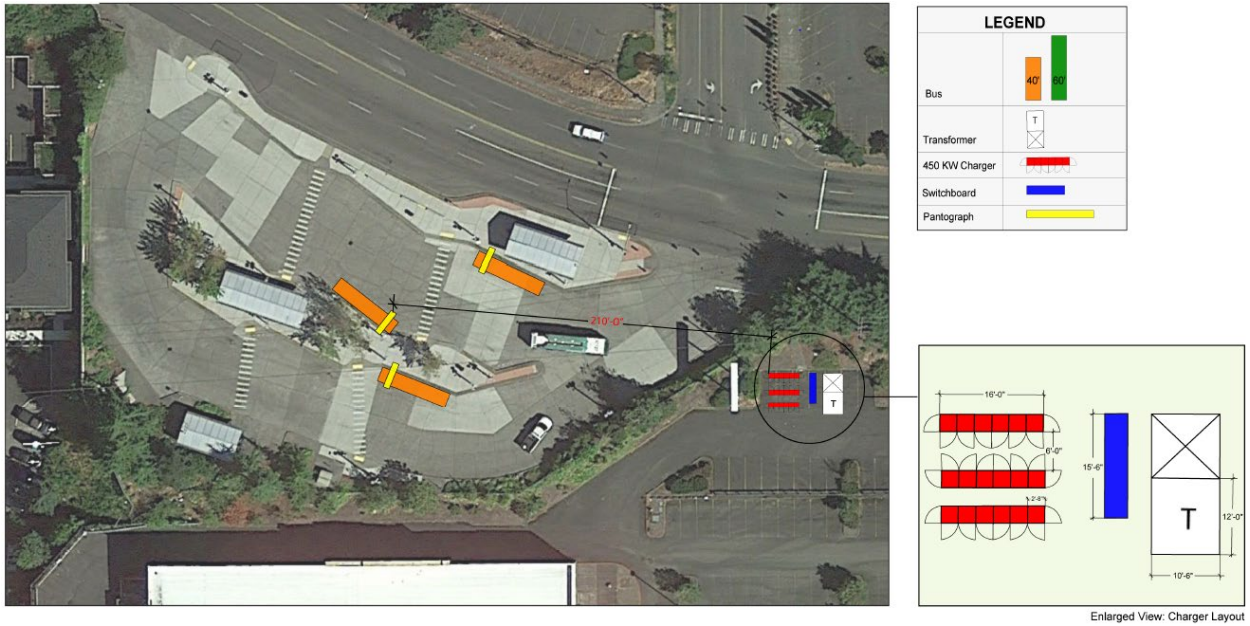 LEGEND
Bus
40'
60'
Transformer
T
450 KW Charger
Switchboard
Pantograph
210'-0"
T
16'-0"
6'-0"
2'-8"
15'-6"
T
12'-0"
10'-6"
Enlarged View: Charger Layout